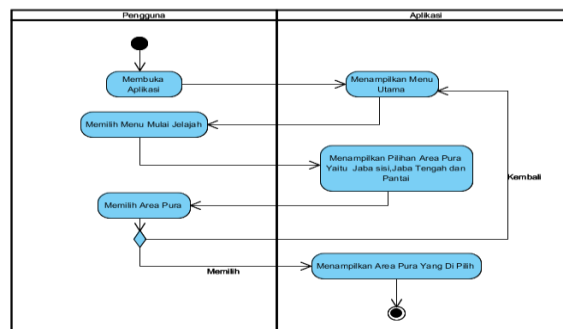 Pengguna
Aplikasi
Membuka
Aplikasi
Menampilkan Menu
Utama
Memilih Menu Mulai Jelajah
Menampilkan Pilihan Area Pura
Yaitu Jaba sisi,Jaba Tengah dan
Pantai
Kembali
Memilih Area Pura
Memilih
Menampilkan Area Pura Yang Di Pilih